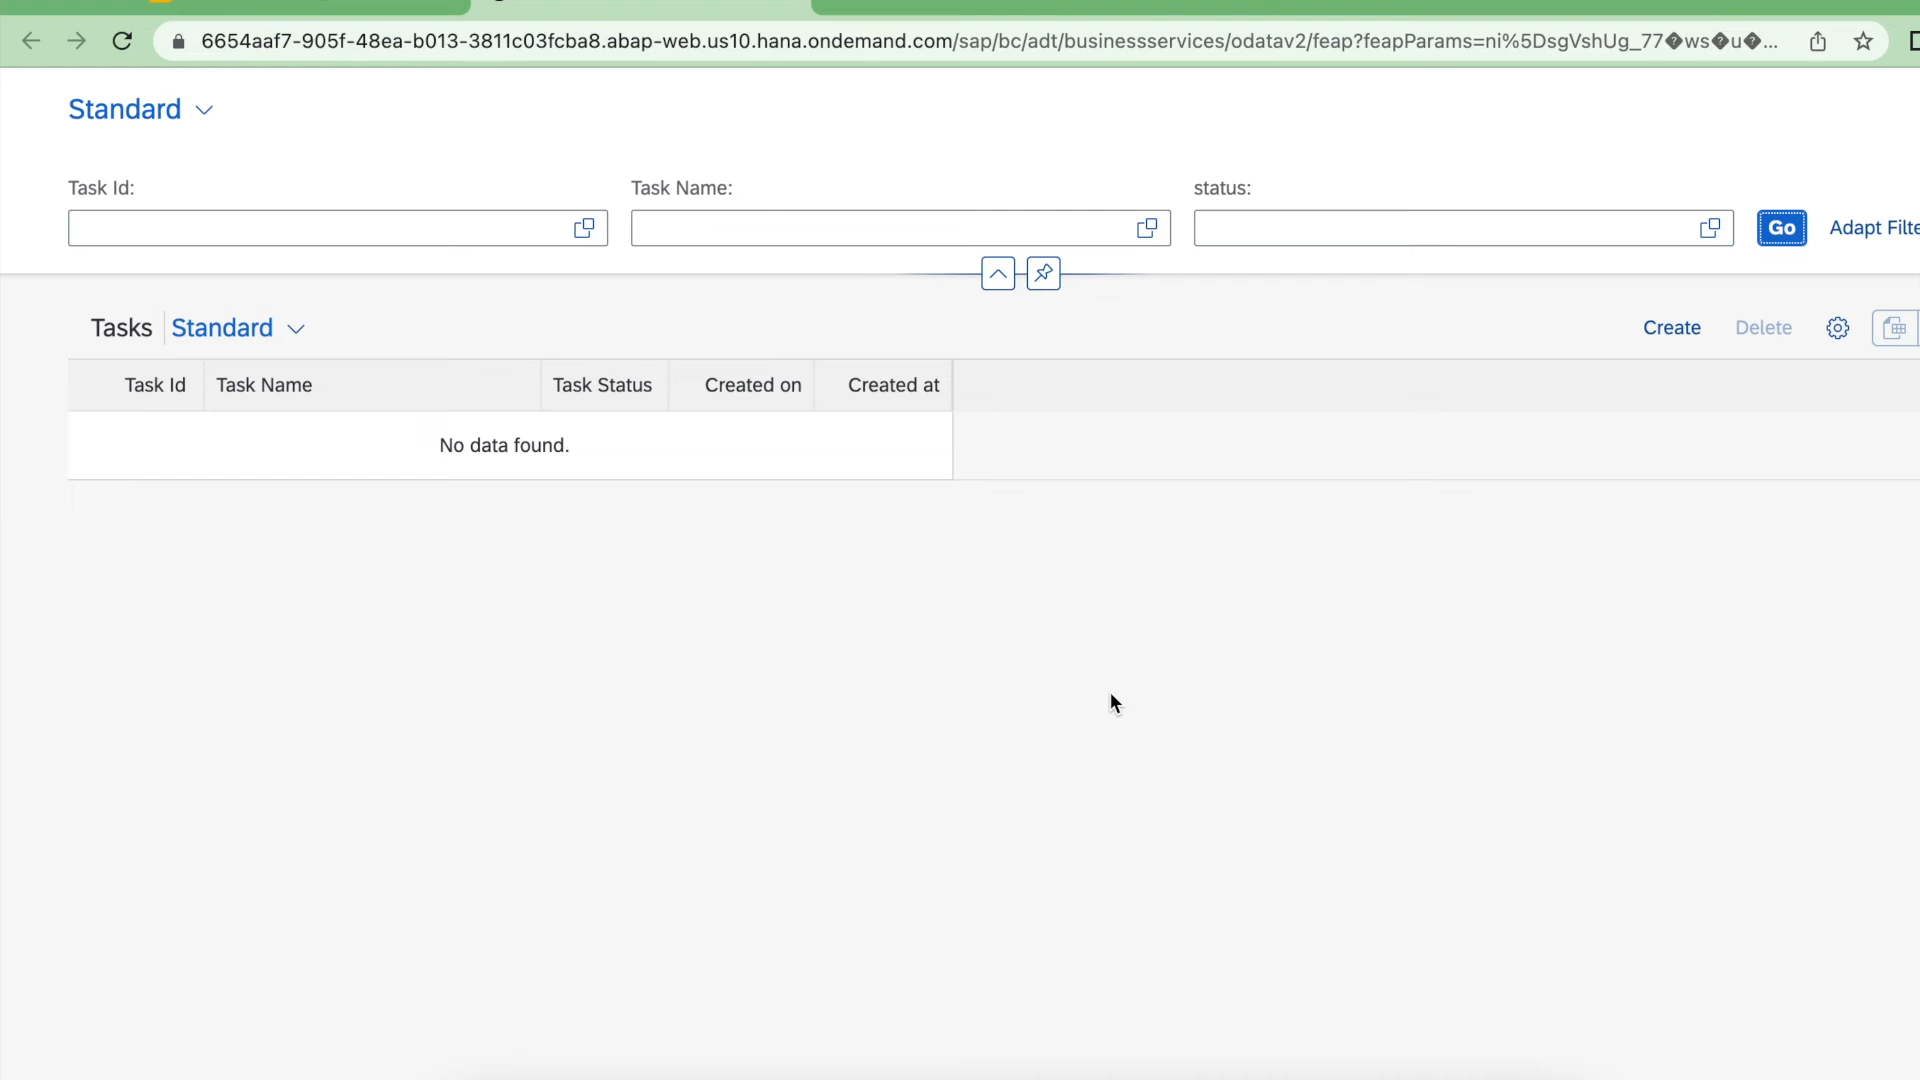 6654aaf7-905f-48ea-b013-3811c03fcba8.abap-web.us10.hana.ondemand.com/sap/bc/adt/businessservices/odatav2/feap?feapParams=ni%5DsgVshUg_77�ws�u�...
Standard
Task Id: Task Name: status:
Go Adapt Filte
Tasks Standard Create Delete
Task Id Task Name Task Status Created on Created at
No data found.